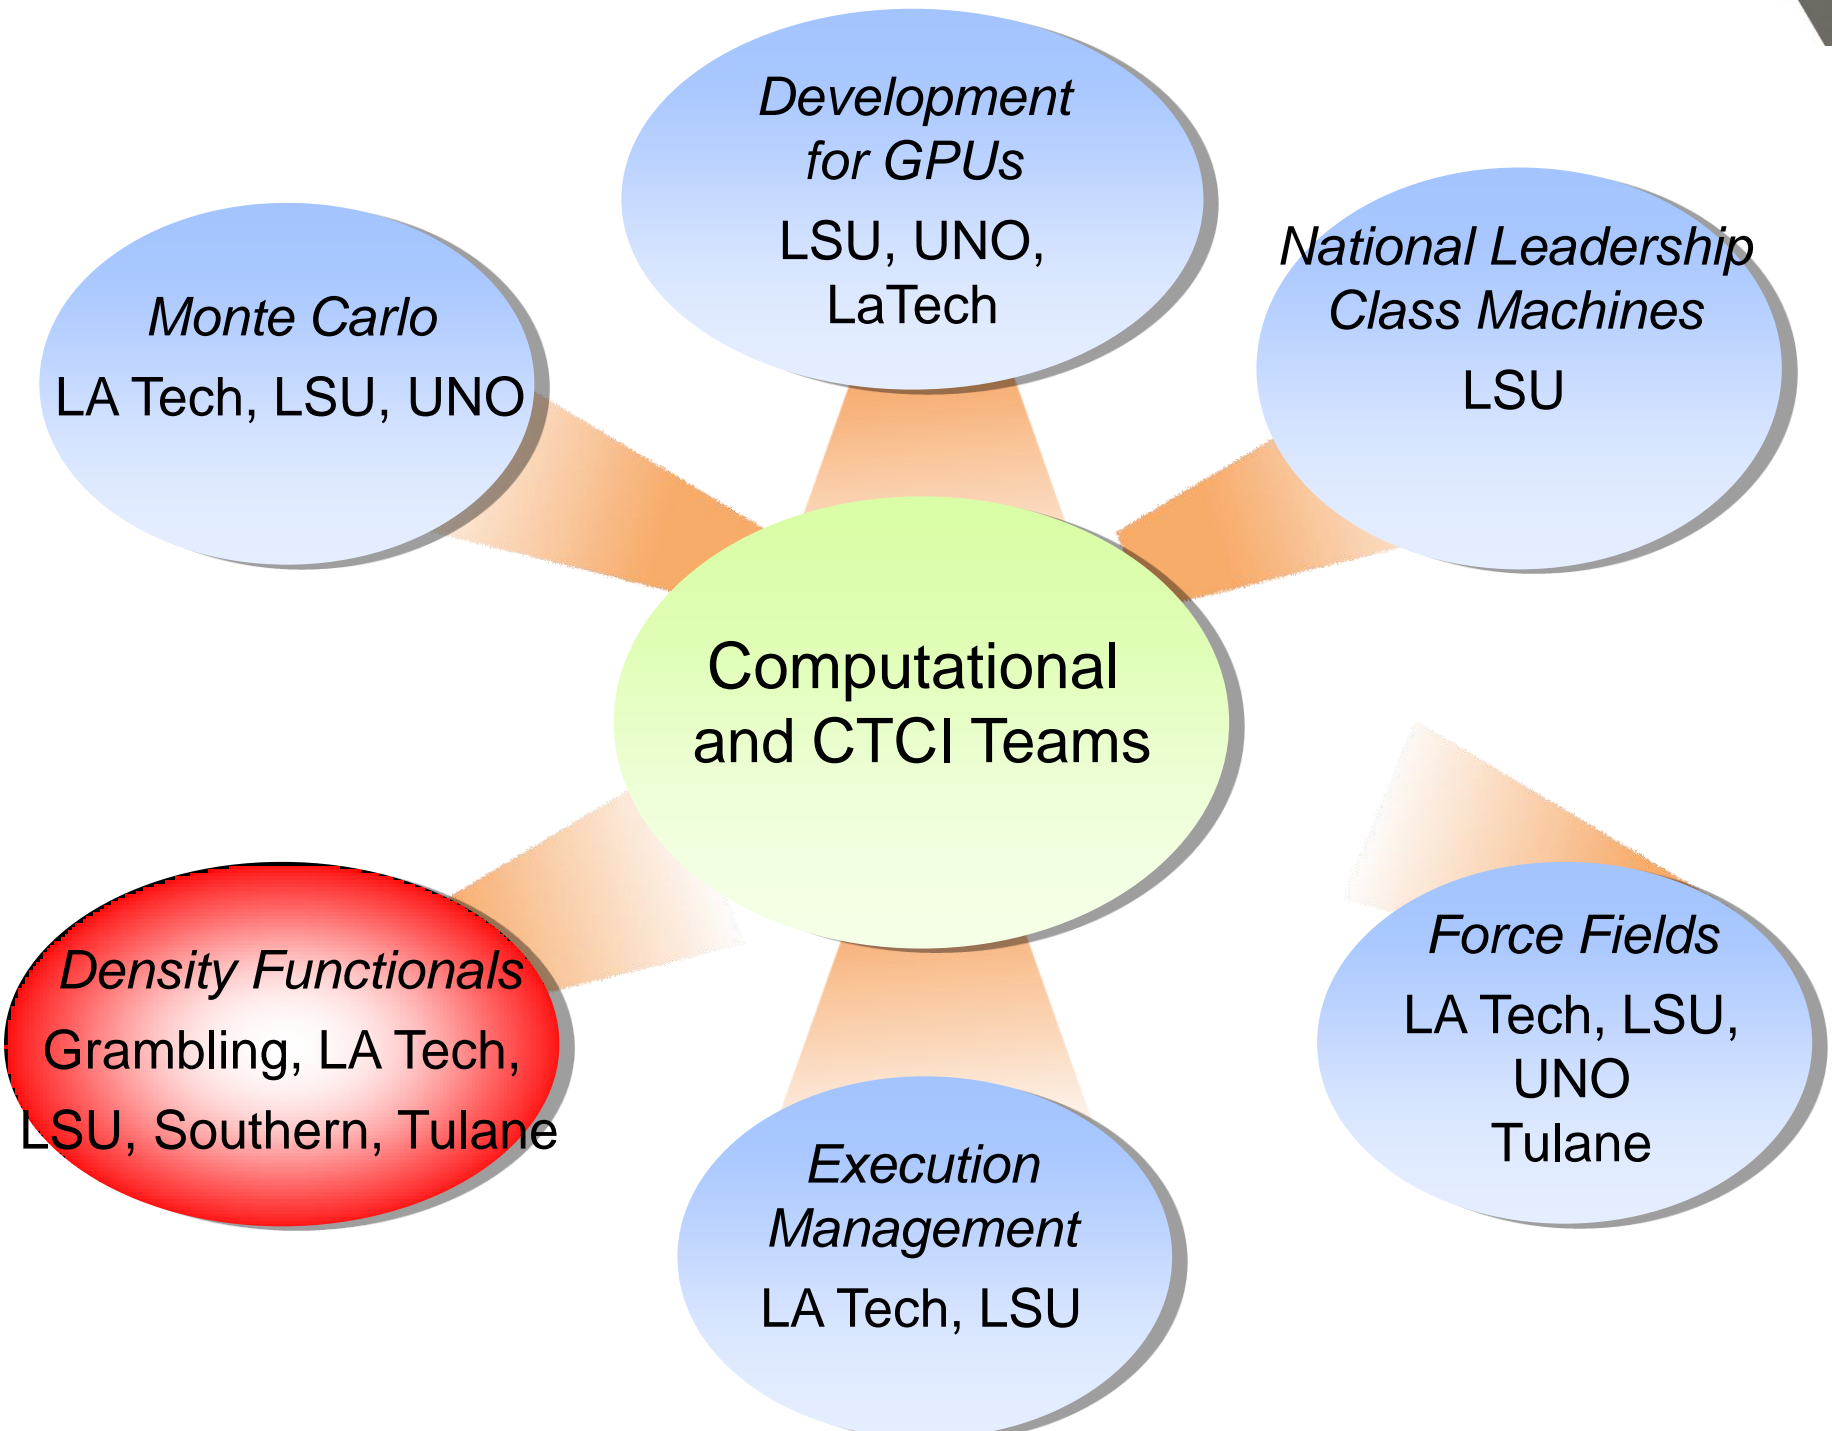 Development
for GPUs
LSU, UNO,
LaTech
National Leadership
Class Machines
LSU
Monte Carlo
LA Tech, LSU, UNO
Computational
and CTCI Teams
Density Functionals
Grambling, LA Tech,
LSU, Southern, Tulane
Force Fields
LA Tech, LSU,
UNO
Tulane
Execution
Management
LA Tech, LSU